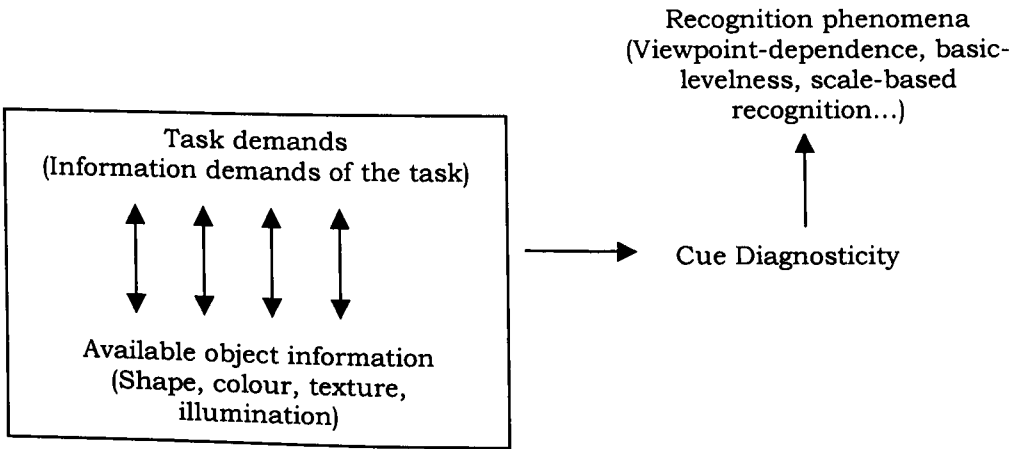 Recognition phenomena
(Viewpoint-dependence, basic-
levelness, scale-based
recognition...)
Task demands
(Information demands of the task)
Cue Diagnosticity
Available object information
(Shape, colour, texture,
illumination)